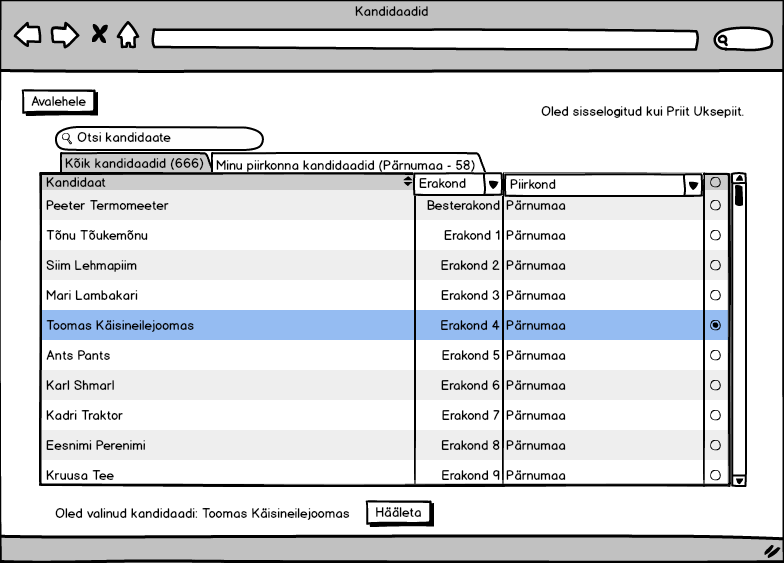 Kandidaadid
Avalehele
Oled sisselogitud kui Priit Uksepiit.
Otsi kandidaate
Kõik kandidaadid (666) Minu piirkonna kandidaadid (Pärnumaa - 58)
Kandidaat Erakond Piirkond
Peeter Termomeeter Besterakond Pärnumaa
Tõnu Tõukemõnu Erakond 1 Pärnumaa
Siim Lehmapiim Erakond 2 Pärnumaa
Mari Lambakari Erakond 3 Pärnumaa
Toomas Käisineilejoomas Erakond 4 Pärnumaa
Ants Pants Erakond 5 Pärnumaa
Karl Shmarl Erakond 6 Pärnumaa
Kadri Traktor Erakond 7 Pärnumaa
Eesnimi Perenimi Erakond 8 Pärnumaa
Kruusa Tee Erakond 9 Pärnumaa
Oled valinud kandidaadi: Toomas Käisineilejoomas Hääleta